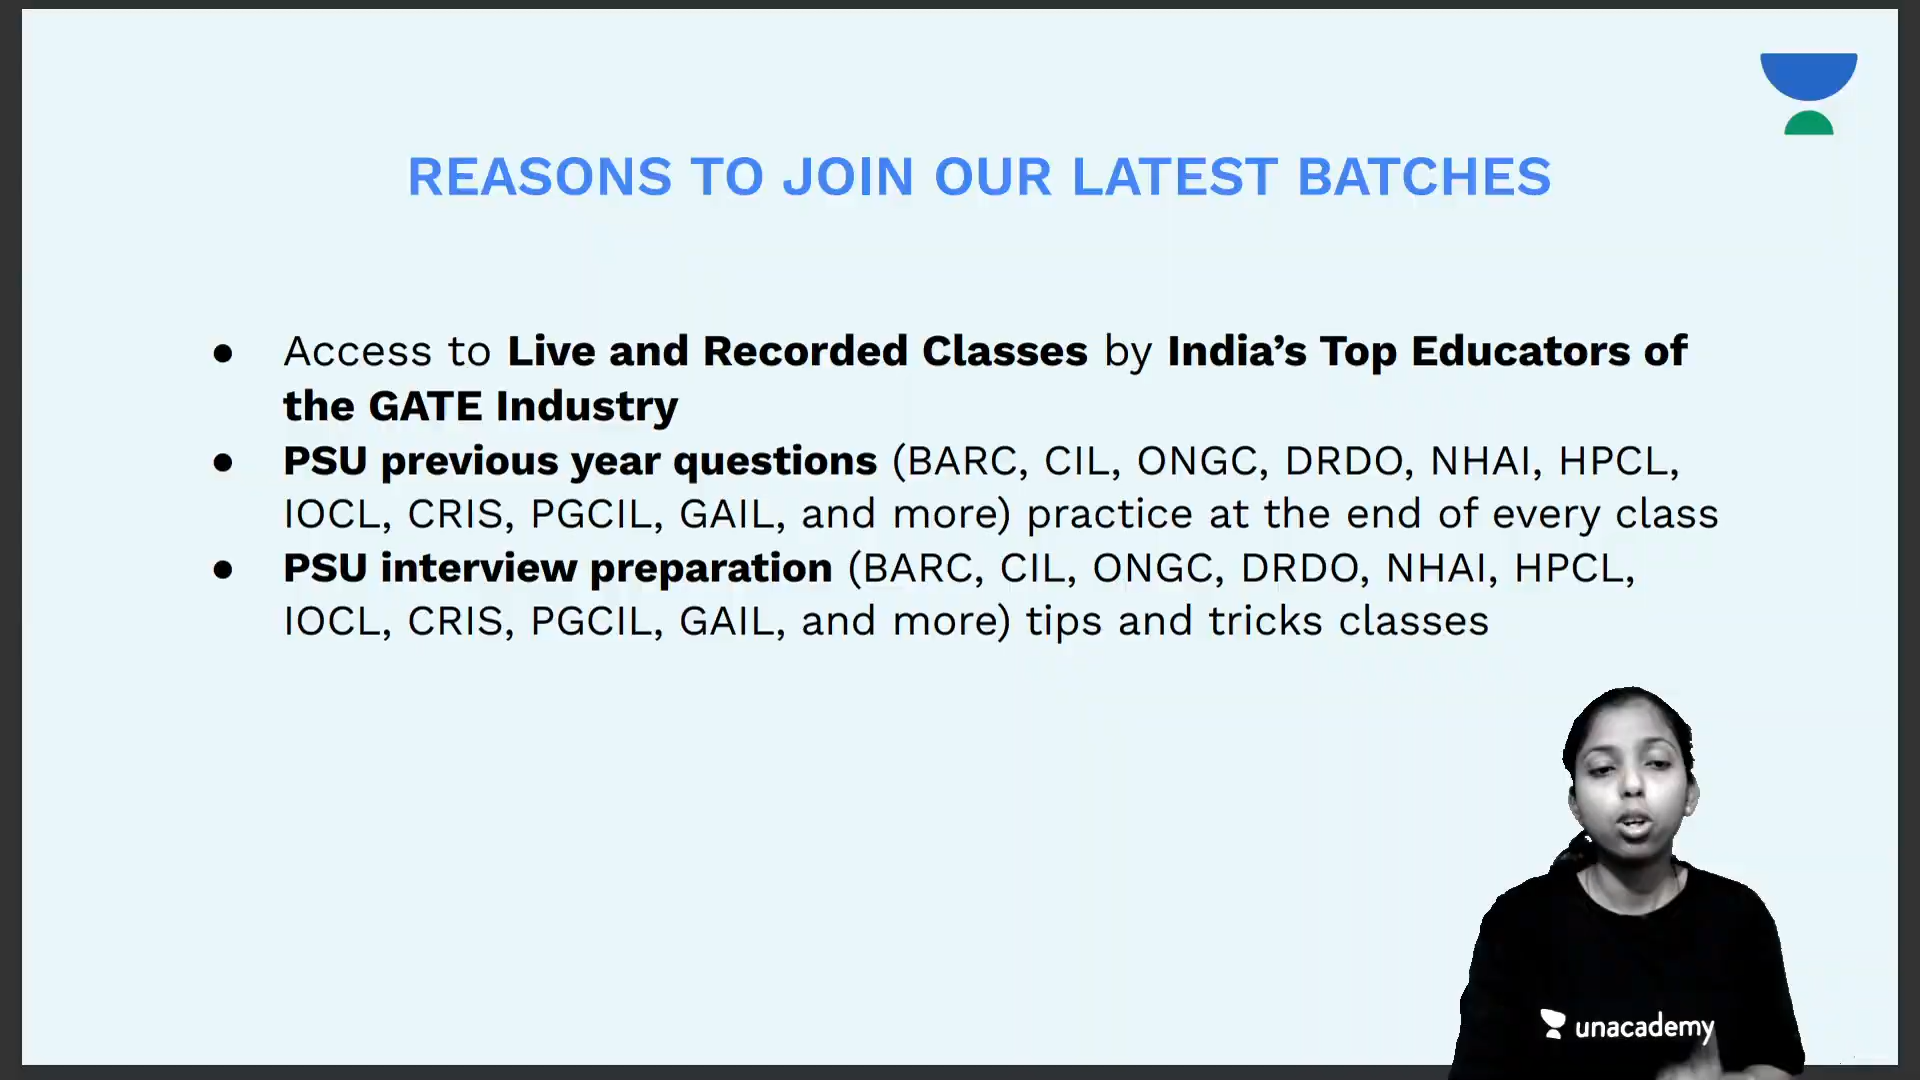 REASONS TO JOIN OUR LATEST BATCHES
● Access to Live and Recorded Classes by India’s Top Educators of
the GATE Industry
● PSU previous year questions (BARC, CIL, ONGC, DRDO, NHAI, HPCL,
IOCL, CRIS, PGCIL, GAIL, and more) practice at the end of every class
● PSU interview preparation (BARC, CIL, ONGC, DRDO, NHAI, HPCL,
IOCL, CRIS, PGCIL, GAIL, and more) tips and tricks classes
unacademy